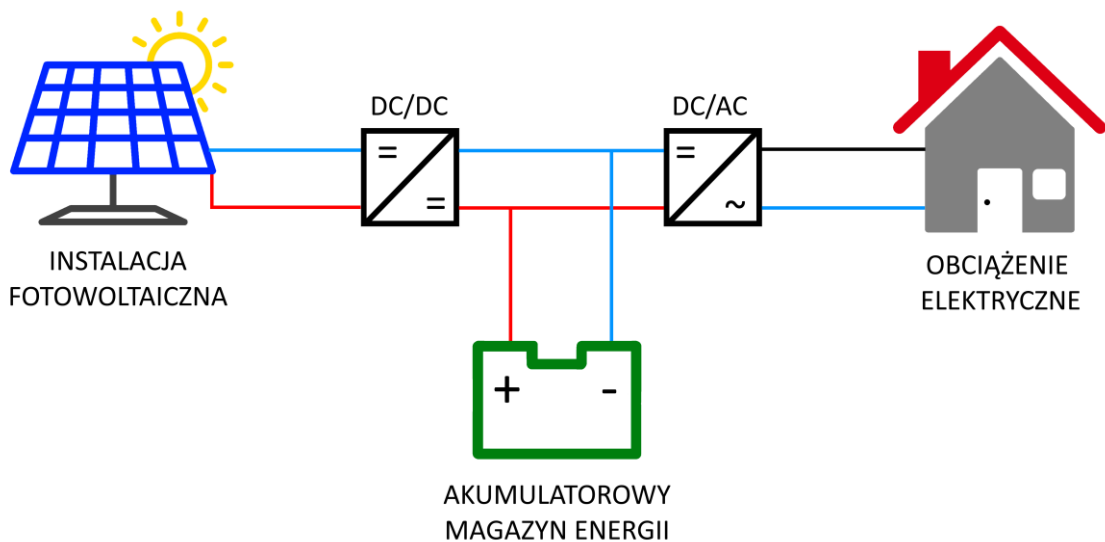 DC/DC
DC/AC
=
=
=
~
INSTALACJA
FOTOWOLTAICZNA
OBCIĄŻENIE
ELEKTRYCZNE
+ -
AKUMULATOROWY
MAGAZYN ENERGII